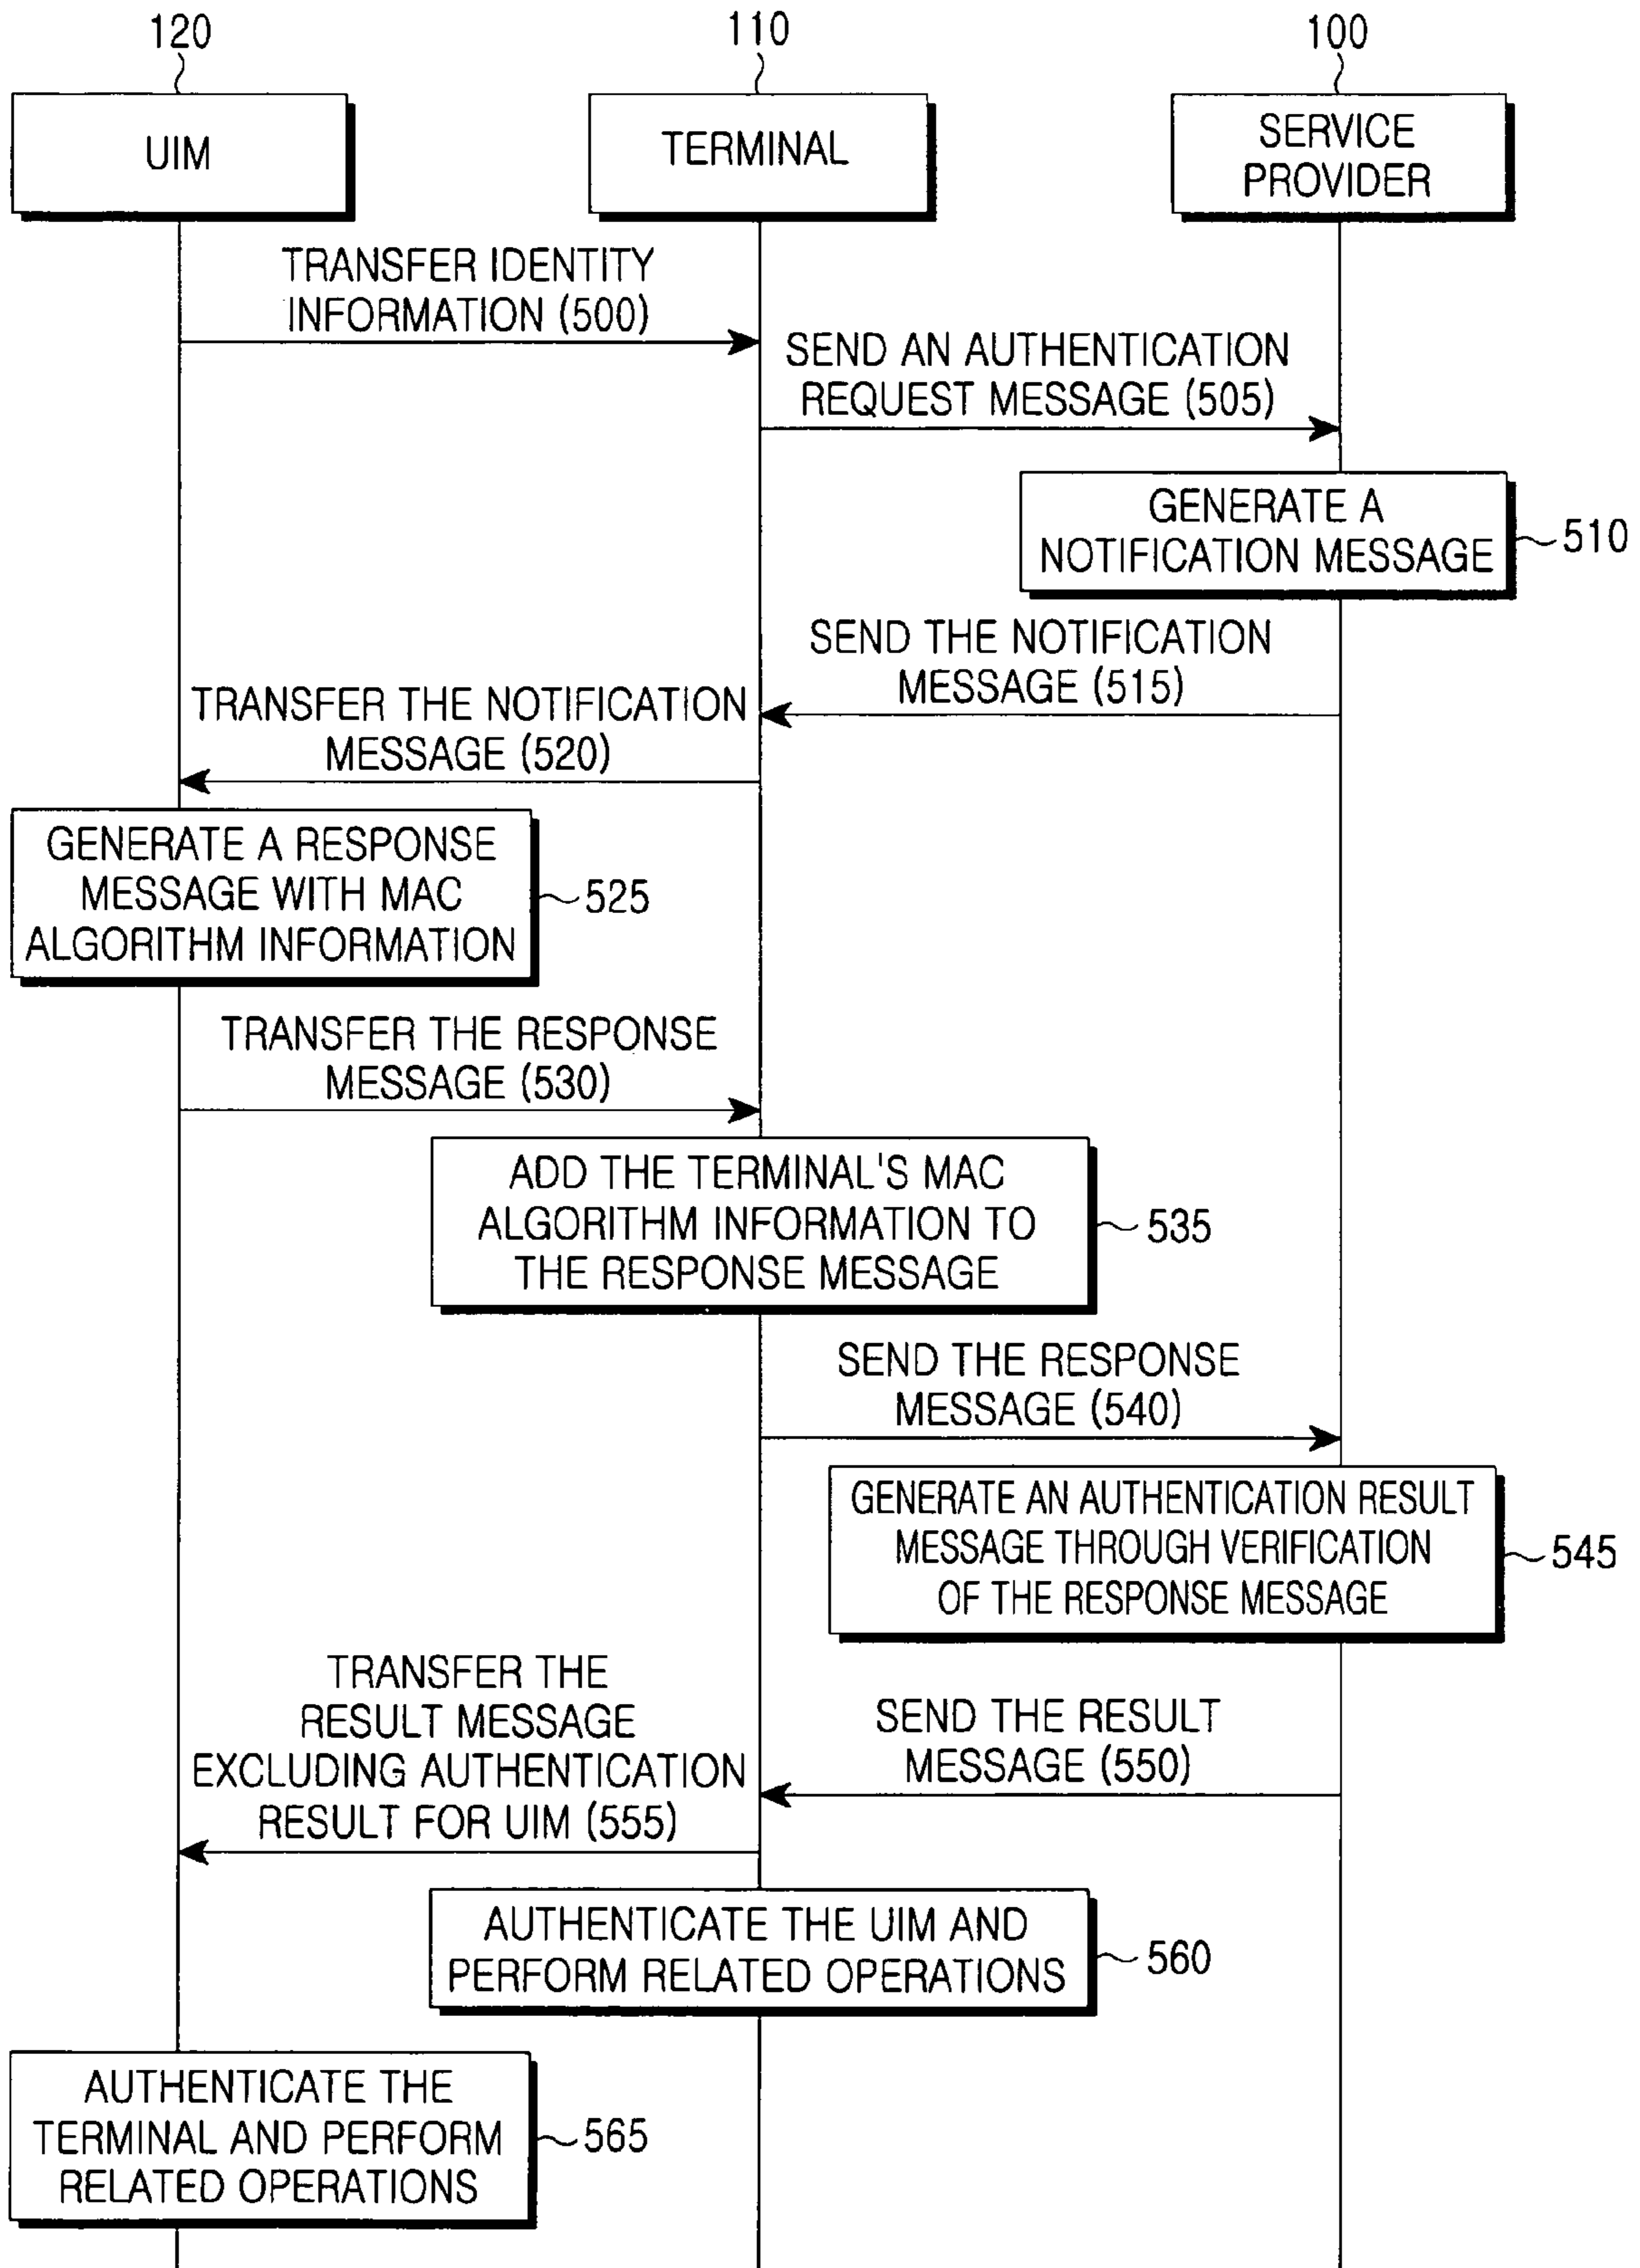 120
110
100
UIM
TERMINAL
SERVICE
PROVIDER
TRANSFER IDENTITY
INFORMATION (500)
SEND AN AUTHENTICATION
REQUEST MESSAGE (505)
GENERATE A
NOTIFICATION MESSAGE
510
SEND THE NOTIFICATION
MESSAGE (515)
TRANSFER THE NOTIFICATION
MESSAGE (520)
GENERATE A RESPONSE
MESSAGE WITH MAC
ALGORITHM INFORMATION
525
TRANSFER THE RESPONSE
MESSAGE (530)
ADD THE TERMINAL'S MAC
ALGORITHM INFORMATION TO
THE RESPONSE MESSAGE
535
SEND THE RESPONSE
MESSAGE (540)
GENERATE AN AUTHENTICATION RESULT
MESSAGE THROUGH VERIFICATION
OF THE RESPONSE MESSAGE
545
SEND THE RESULT
MESSAGE (550)
TRANSFER THE
RESULT MESSAGE
EXCLUDING AUTHENTICATION
RESULT FOR UIM (555)
AUTHENTICATE THE UIM AND
PERFORM RELATED OPERATIONS
560
AUTHENTICATE THE
TERMINAL AND PERFORM
RELATED OPERATIONS
565